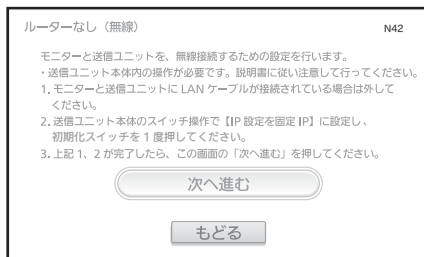 ルーターなし（無線）
N42
モニターと送信ユニットを、無線接続するための設定を行います。
・送信ユニット本体内の操作が必要です。説明書に従い注意して行ってください。
1. モニターと送信ユニットに LAN ケーブルが接続されている場合は外して
ください。
2. 送信ユニット本体のスイッチ操作で【IP 設定を固定 IP】に設定し、
初期化スイッチを 1 度押してください。
3. 上記 1、2 が完了したら、この画面の「次へ進む」を押してください。
次へ進む
もどる